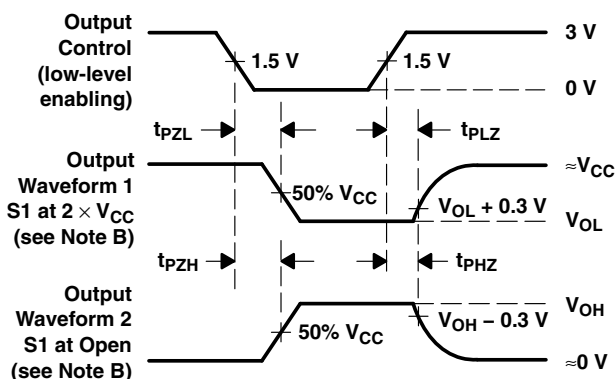 Output
Control
(low-level
enabling)
1.5 V
1.5 V
3 V
0 V
tPZL
tPLZ
Output
Waveform 1
S1 at 2 × VCC
(see Note B)
50% VCC
VOL + 0.3 V
≈VCC
VOL
tPZH
tPHZ
Output
Waveform 2
S1 at Open
(see Note B)
50% VCC
VOH – 0.3 V
VOH
≈0 V